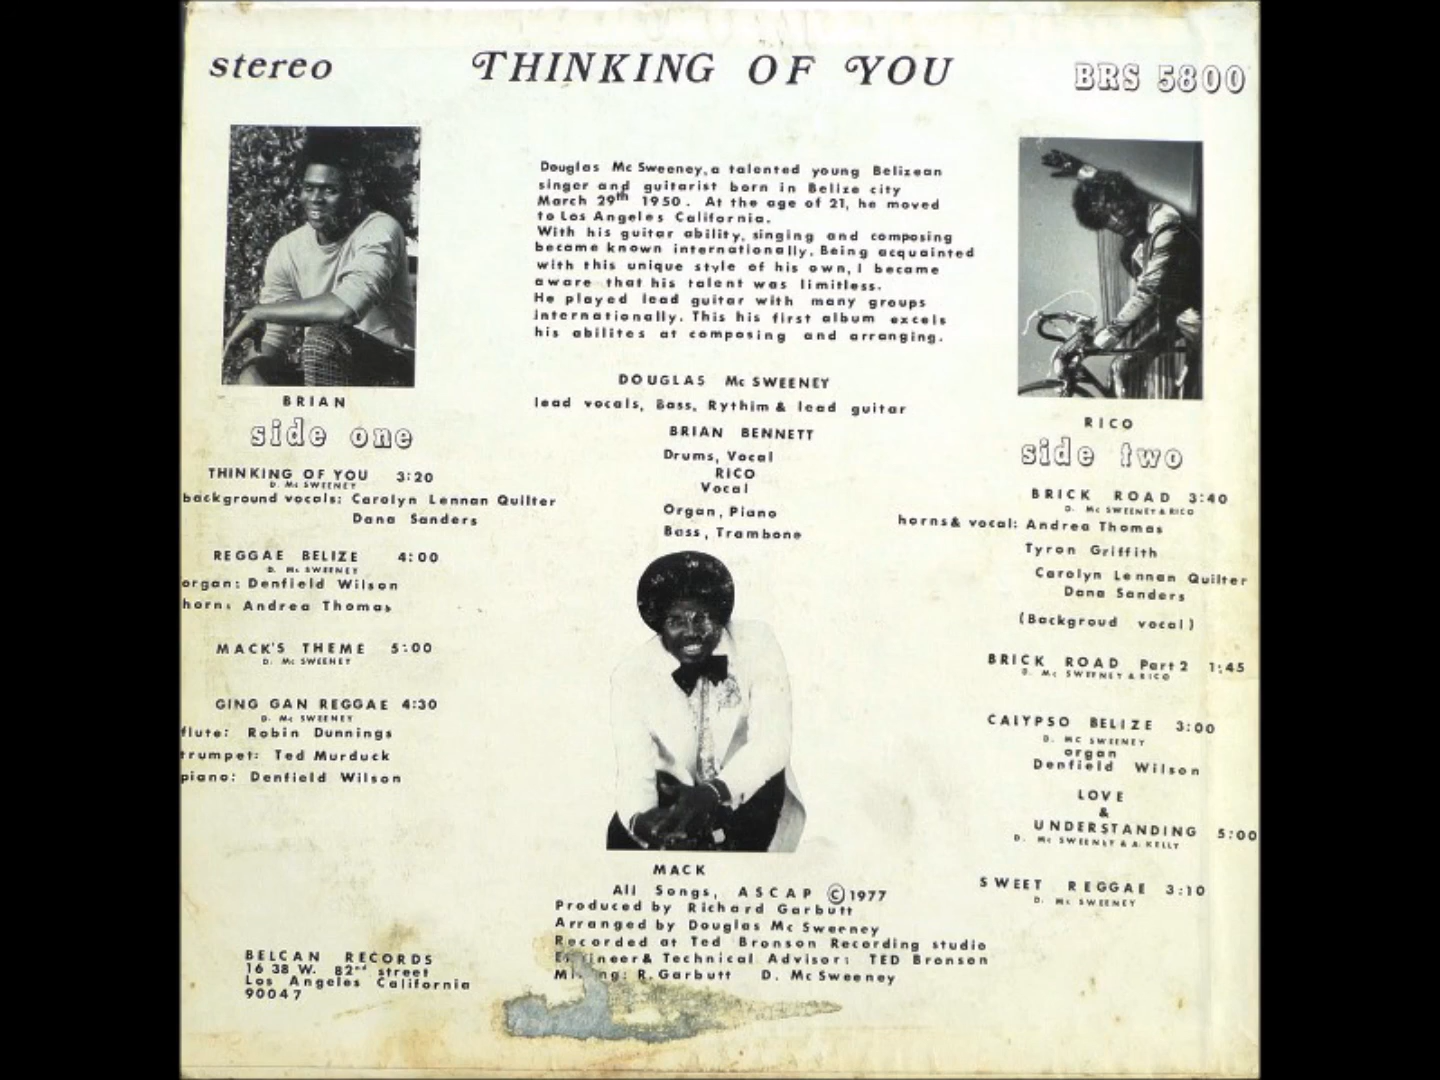 stereo THINKING OF YOU BRS 5800
Douglas Mc Sweeney, a talented young Belizean
singer and guitarist born in Belize city
March 29th 1950. At the age of 21, he moved
to Los Angeles California.
With his guitar ability, singing and composing
became known internationally. Being acquainted
with this unique style of his own, I became
aware that his talent was limitless.
He played lead guitar with many groups
internationally. This his first album excels
his abilites at composing and arranging.
DOUGLAS Mc SWEENEY
lead vocals, Bass, Rythim & lead guitar
BRIAN BENNETT
Drums, Vocal
RICO
Vocal
Organ, Piano
Bass, Trambone
BRIAN
side one
THINKING OF YOU 3:20
D. Mc SWEENEY
background vocals: Carolyn Lennan Quilter
Dana Sanders
REGGAE BELIZE 4:00
D. Mc SWEENEY
organ: Denfield Wilson
horn: Andrea Thomas
MACK'S THEME 5:00
D. Mc SWEENEY
GING GAN REGGAE 4:30
D. Mc SWEENEY
flute: Robin Dunnings
trumpet: Ted Murduck
piano: Denfield Wilson
RICO
side two
BRICK ROAD 3:40
D. Mc SWEENEY & RICO
horns & vocal: Andrea Thomas
Tyron Griffith
Carolyn Lennan Quilter
Dana Sanders
(Backgroud vocal)
BRICK ROAD Part 2 1:45
D. Mc SWEENEY & RICO
CALYPSO BELIZE 3:00
D. Mc SWEENEY
organ
Denfield Wilson
LOVE
&
UNDERSTANDING 5:00
D. Mc SWEENEY & A. KELLY
SWEET REGGAE 3:10
D. Mc SWEENEY
MACK
All Songs, ASCAP © 1977
Produced by Richard Garbutt
Arranged by Douglas Mc Sweeney
Recorded at Ted Bronson Recording studio
Engineer & Technical Advisor: TED Bronson
Mixing: R. Garbutt D. Mc Sweeney
BELCAN RECORDS
16 38 W. 82nd street
Los Angeles California
90047